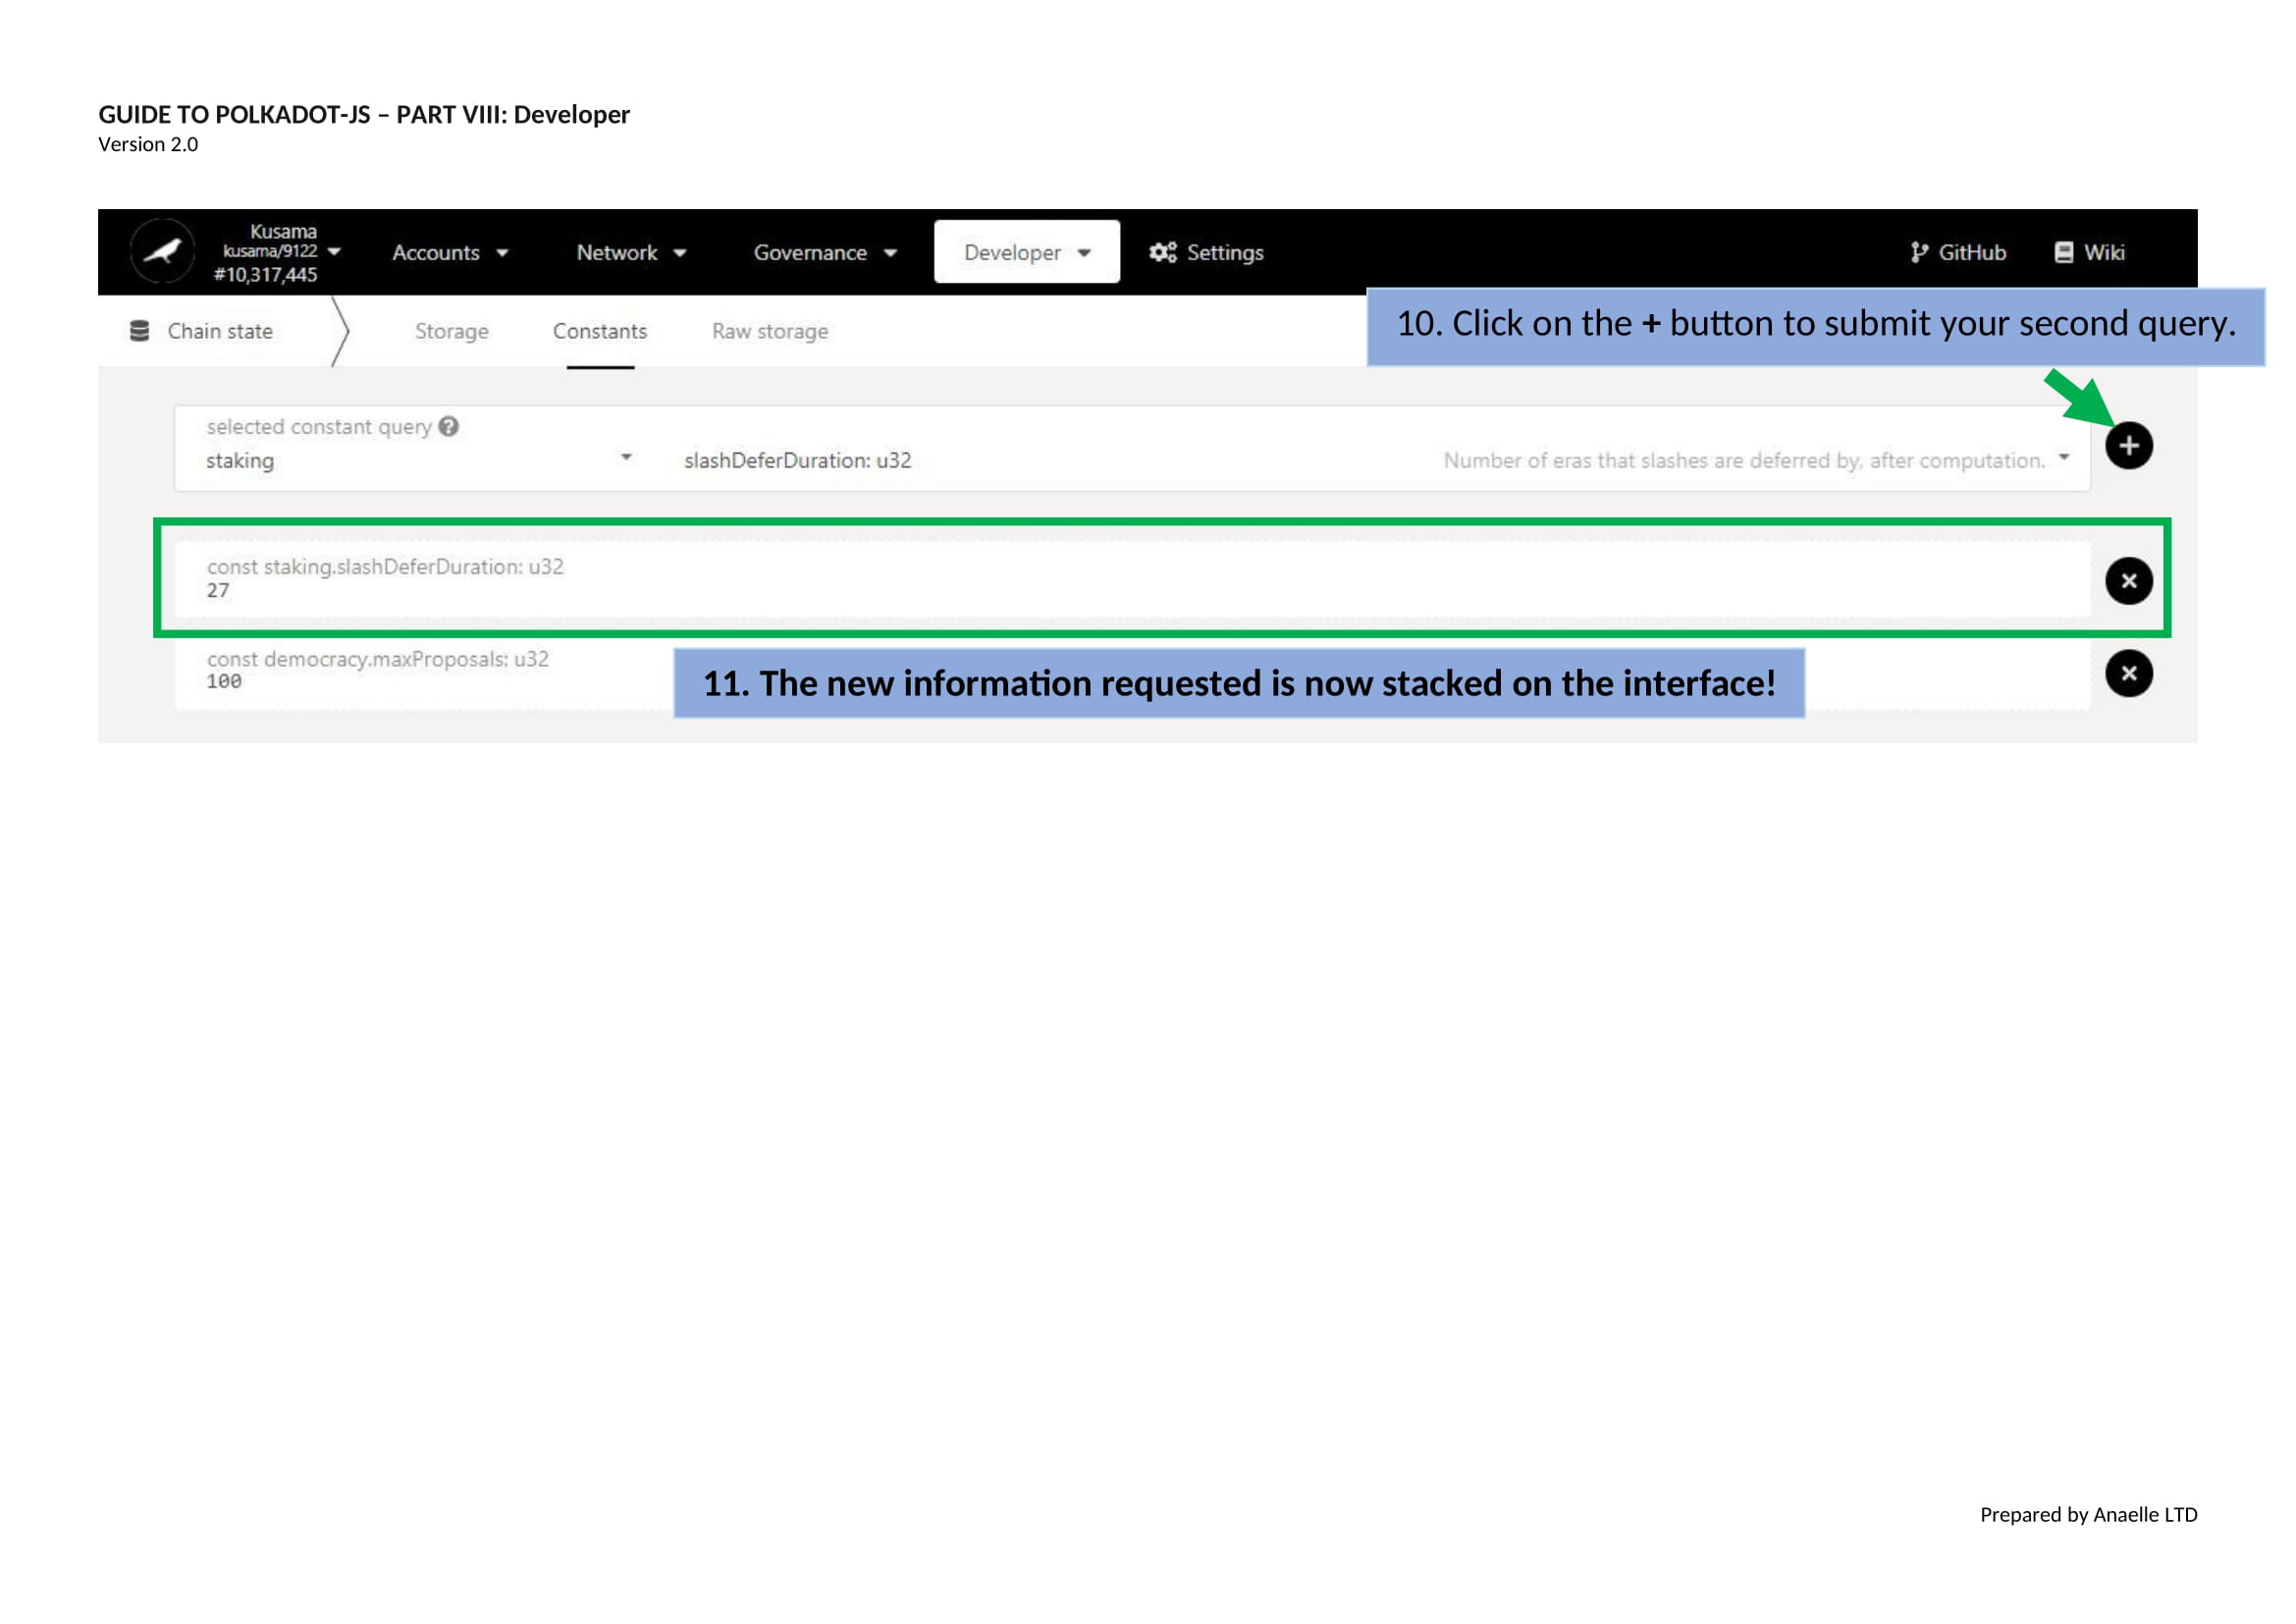 GUIDE TO POLKADOT-JS – PART VIII: Developer
Version 2.0
Kusama
kusama/9122
#10,317,445
Accounts
Network
Governance
Developer
Settings
GitHub
Wiki
Chain state
Storage
Constants
Raw storage
10. Click on the + button to submit your second query.
selected constant query
staking
slashDeferDuration: u32
Number of eras that slashes are deferred by, after computation.
const staking.slashDeferDuration: u32
27
const democracy.maxProposals: u32
100
11. The new information requested is now stacked on the interface!
Prepared by Anaelle LTD